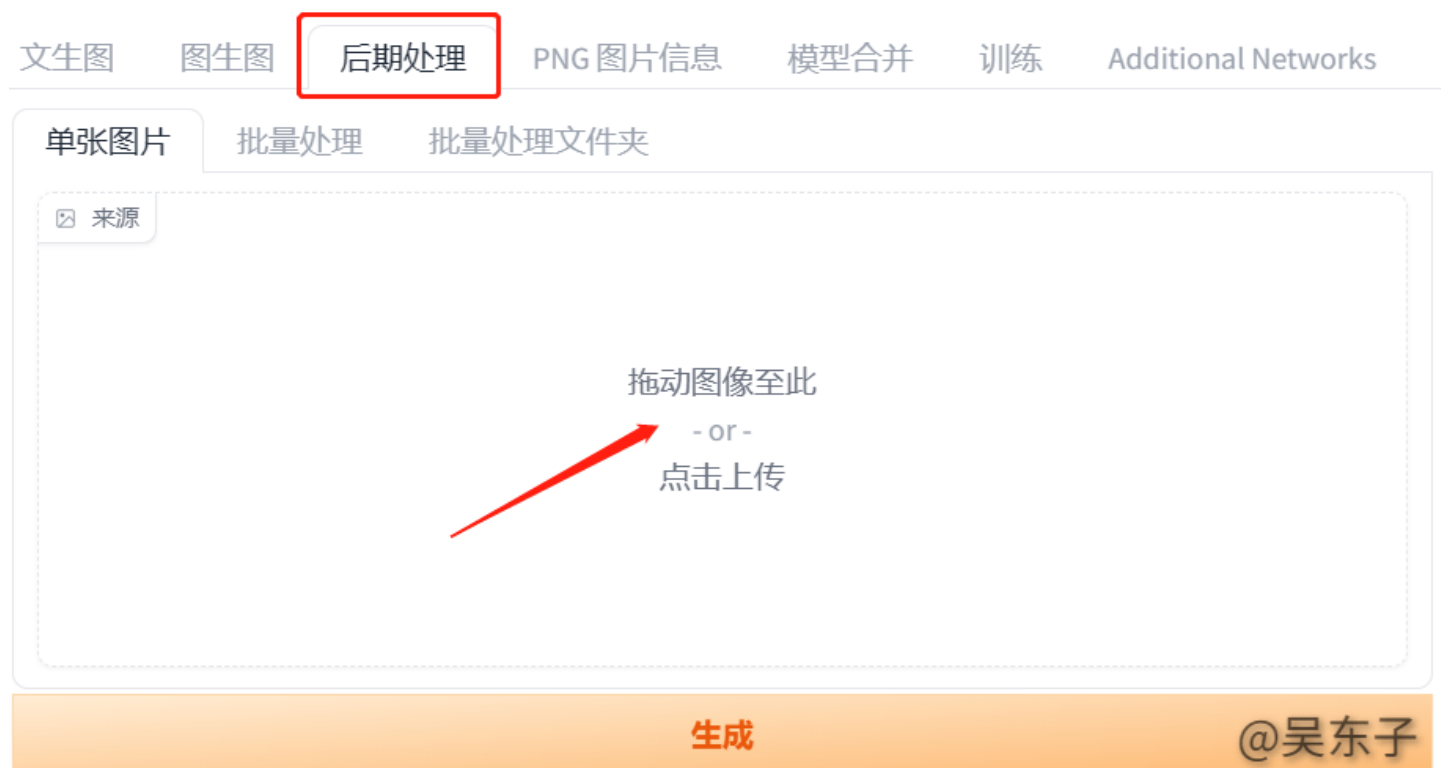 文生图 图生图 后期处理 PNG 图片信息 模型合并 训练 Additional Networks
单张图片 批量处理 批量处理文件夹
来源
拖动图像至此
- or -
点击上传
生成
@吴东子